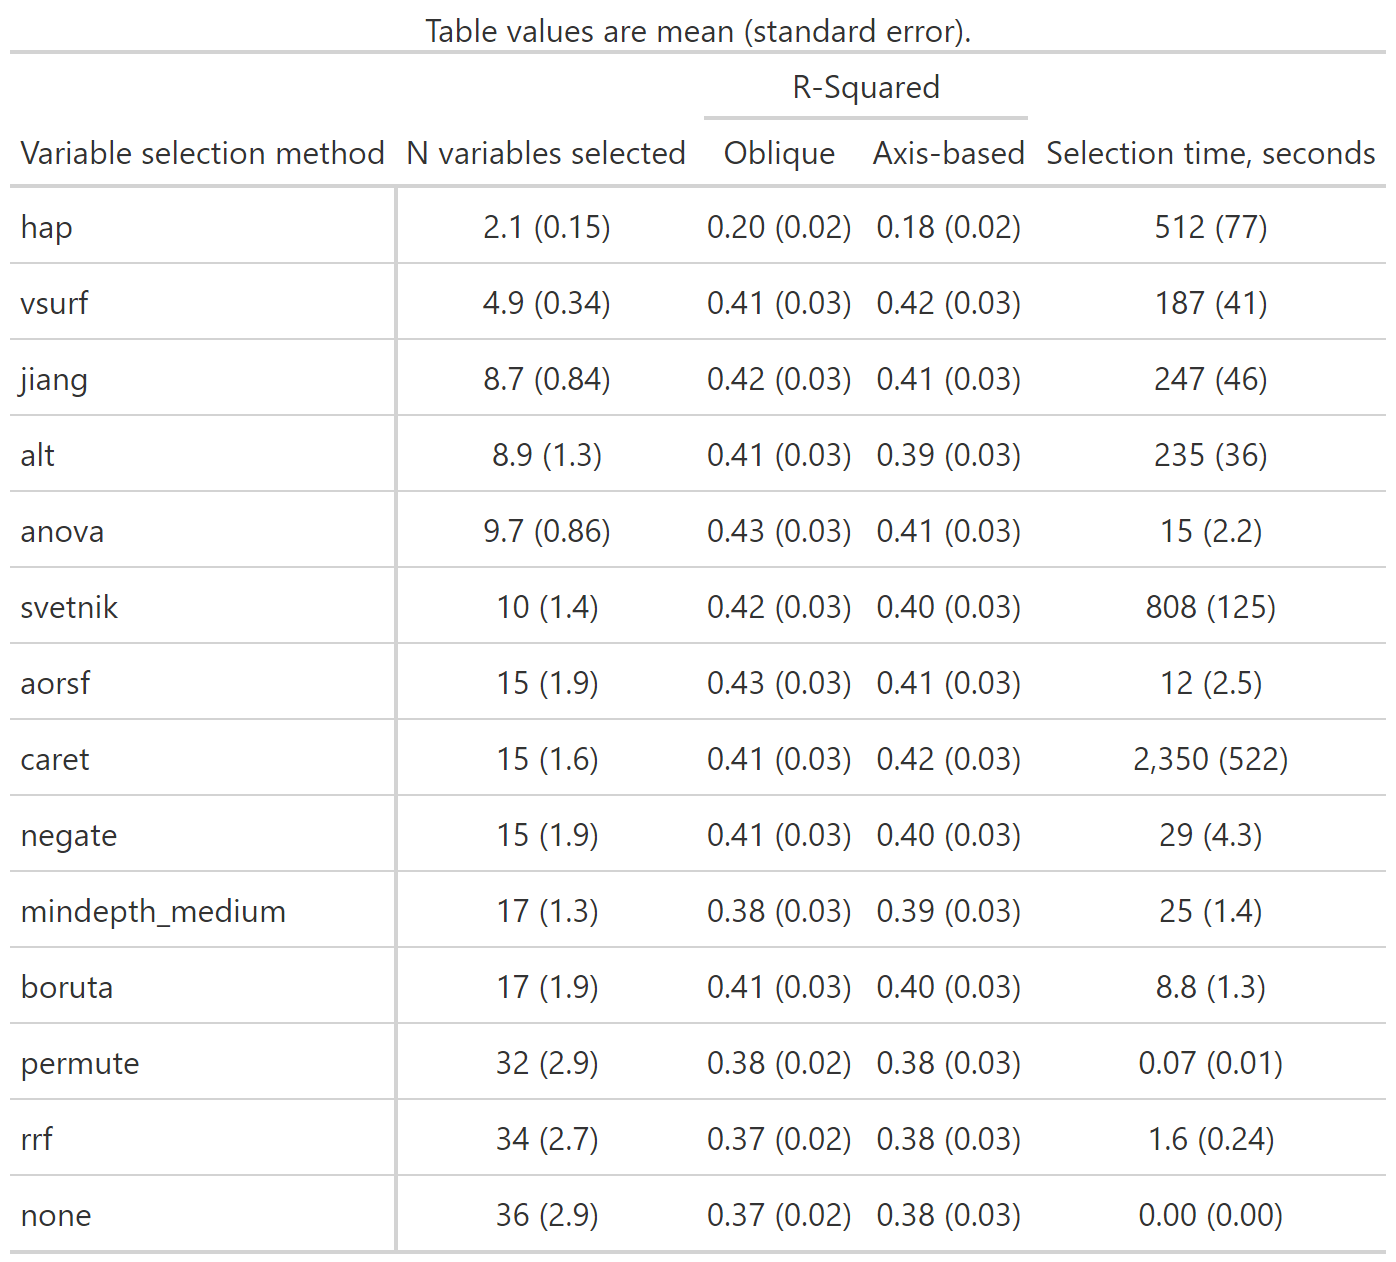 Table values are mean (standard error).
R-Squared
Variable selection method N variables selected Oblique Axis-based Selection time, seconds
hap 2.1 (0.15) 0.20 (0.02) 0.18 (0.02) 512 (77)
vsurf 4.9 (0.34) 0.41 (0.03) 0.42 (0.03) 187 (41)
jiang 8.7 (0.84) 0.42 (0.03) 0.41 (0.03) 247 (46)
alt 8.9 (1.3) 0.41 (0.03) 0.39 (0.03) 235 (36)
anova 9.7 (0.86) 0.43 (0.03) 0.41 (0.03) 15 (2.2)
svetnik 10 (1.4) 0.42 (0.03) 0.40 (0.03) 808 (125)
aorsf 15 (1.9) 0.43 (0.03) 0.41 (0.03) 12 (2.5)
caret 15 (1.6) 0.41 (0.03) 0.42 (0.03) 2,350 (522)
negate 15 (1.9) 0.41 (0.03) 0.40 (0.03) 29 (4.3)
mindepth_medium 17 (1.3) 0.38 (0.03) 0.39 (0.03) 25 (1.4)
boruta 17 (1.9) 0.41 (0.03) 0.40 (0.03) 8.8 (1.3)
permute 32 (2.9) 0.38 (0.02) 0.38 (0.03) 0.07 (0.01)
rrf 34 (2.7) 0.37 (0.02) 0.38 (0.03) 1.6 (0.24)
none 36 (2.9) 0.37 (0.02) 0.38 (0.03) 0.00 (0.00)